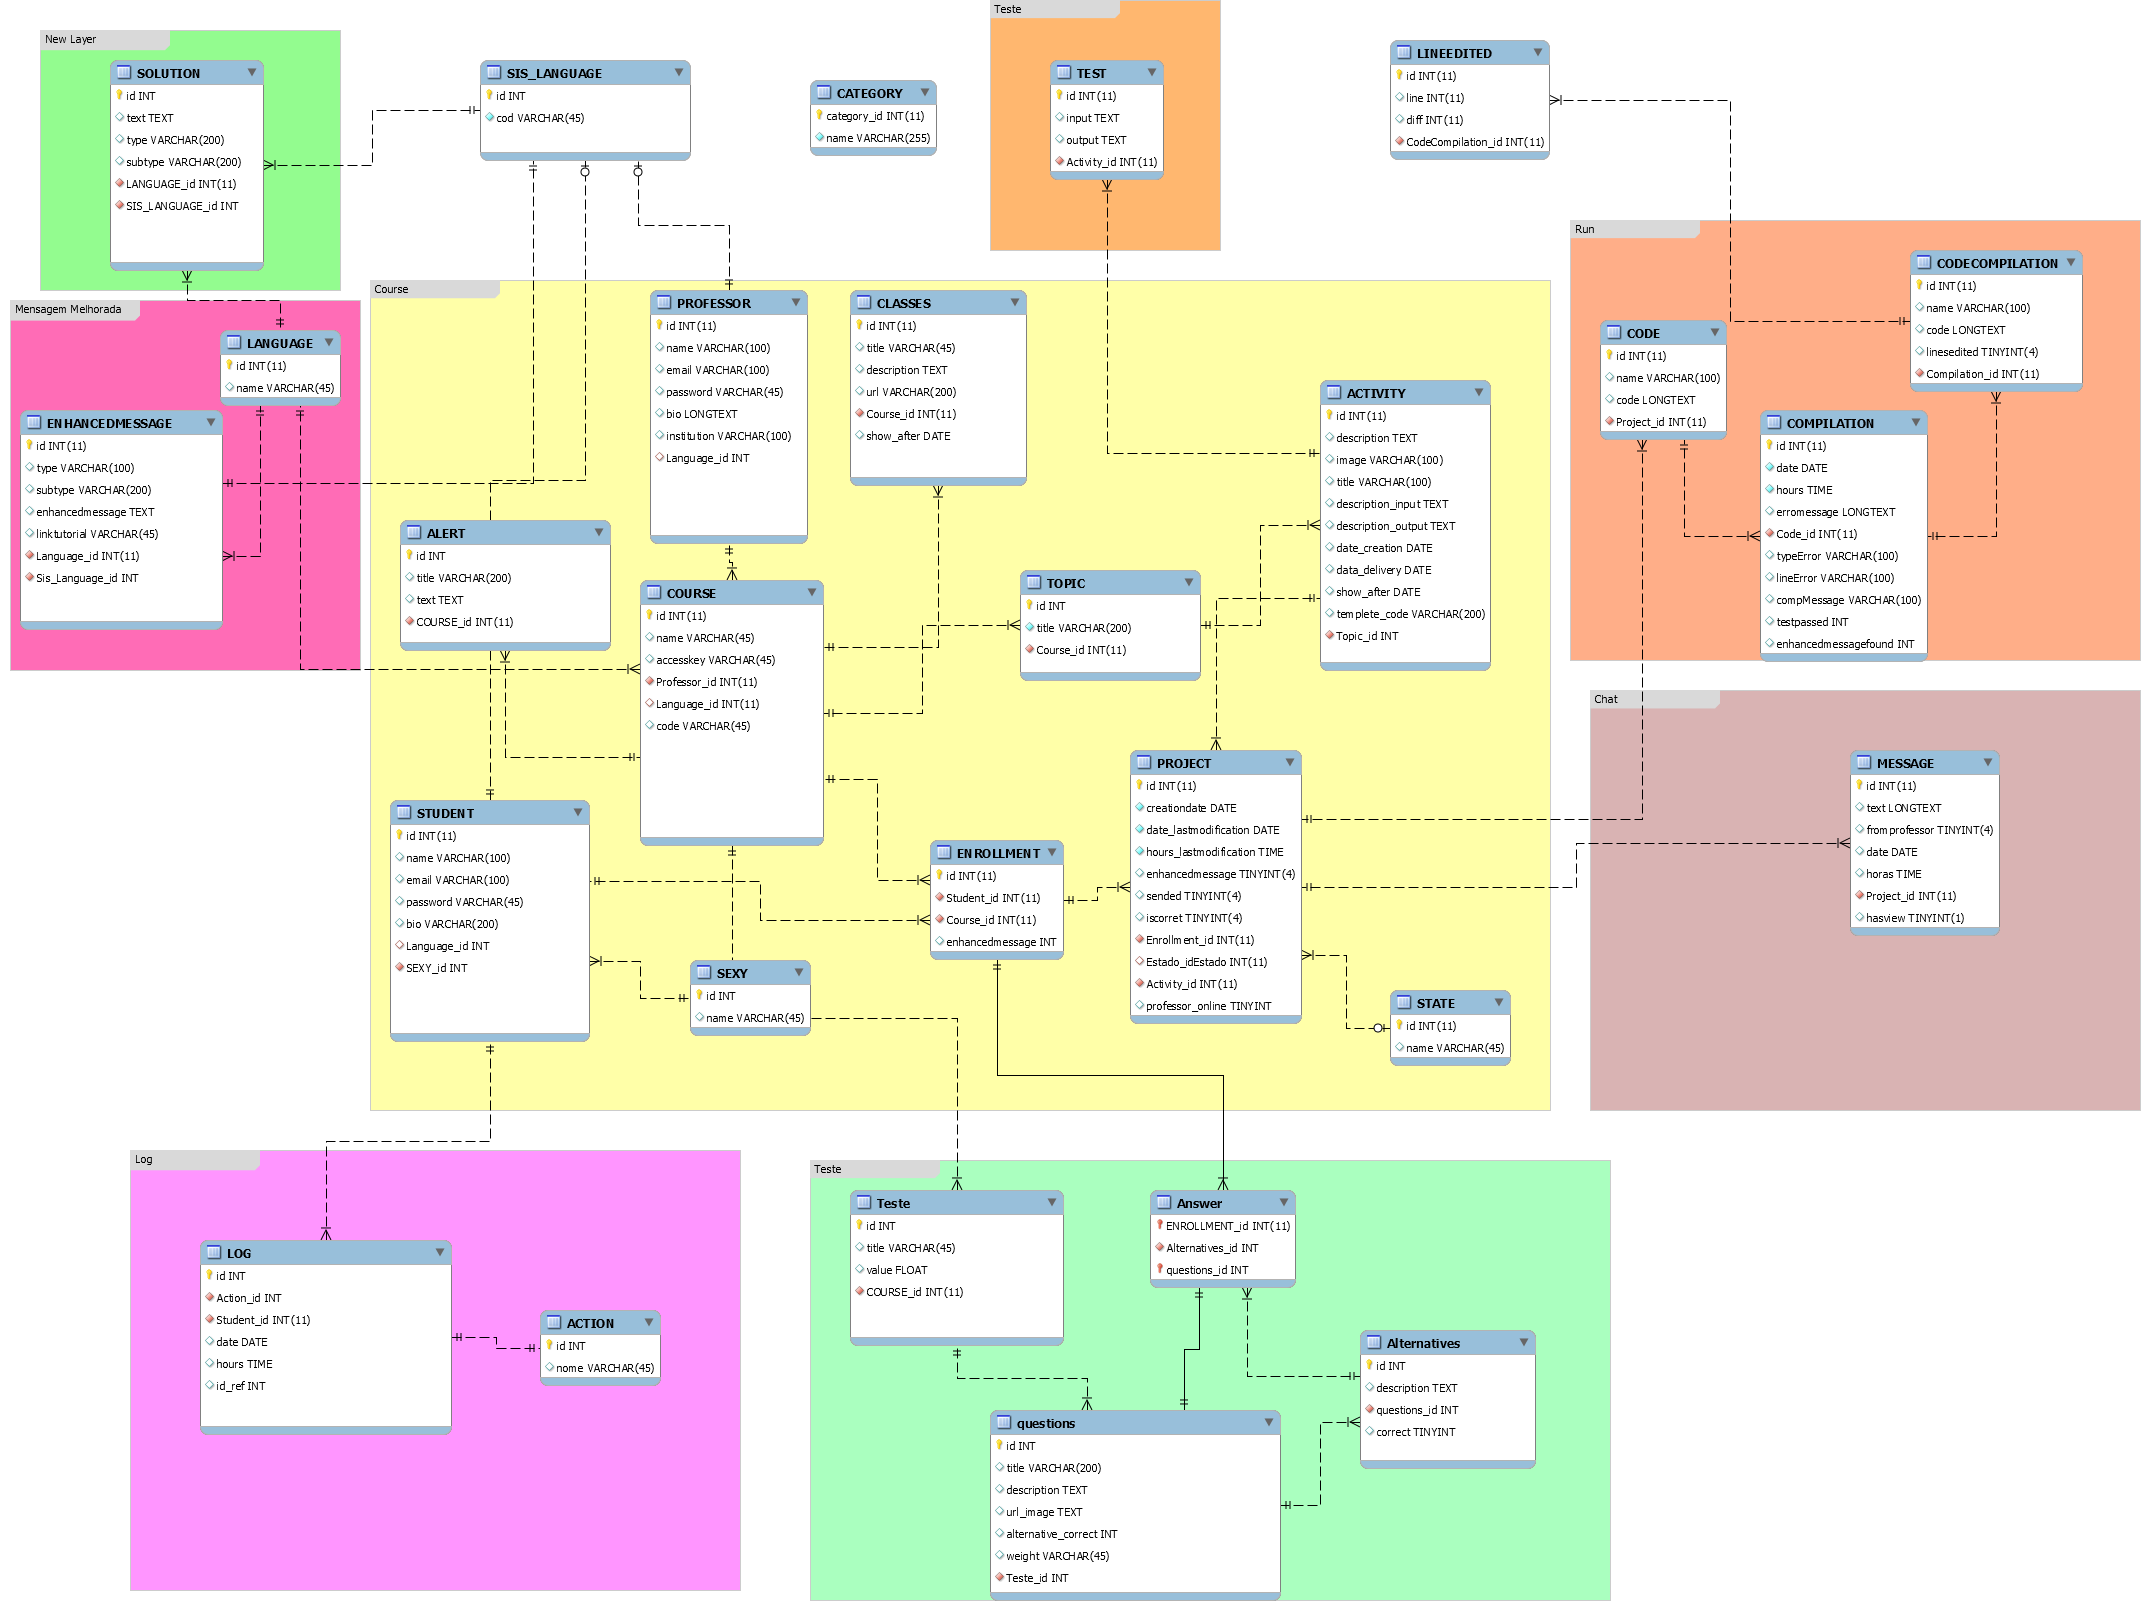 New Layer
SOLUTION
id INT
text TEXT
type VARCHAR(200)
subtype VARCHAR(200)
LANGUAGE_id INT(11)
SIS_LANGUAGE_id INT
SIS_LANGUAGE
id INT
cod VARCHAR(45)
CATEGORY
category_id INT(11)
name VARCHAR(255)
Teste
TEST
id INT(11)
input TEXT
output TEXT
Activity_id INT(11)
LINEEDITED
id INT(11)
line INT(11)
diff INT(11)
CodeCompilation_id INT(11)
Mensagem Melhorada
LANGUAGE
id INT(11)
name VARCHAR(45)
ENHANCEDMESSAGE
id INT(11)
type VARCHAR(100)
subtype VARCHAR(200)
enhancedmessage TEXT
linktutorial VARCHAR(45)
Language_id INT(11)
Sis_Language_id INT
Course
PROFESSOR
id INT(11)
name VARCHAR(100)
email VARCHAR(100)
password VARCHAR(45)
bio LONGTEXT
institution VARCHAR(100)
Language_id INT
CLASSES
id INT(11)
title VARCHAR(45)
description TEXT
url VARCHAR(200)
Course_id INT(11)
show_after DATE
ACTIVITY
id INT(11)
description TEXT
image VARCHAR(100)
title VARCHAR(100)
description_input TEXT
description_output TEXT
date_creation DATE
data_delivery DATE
show_after DATE
templete_code VARCHAR(200)
Topic_id INT
ALERT
id INT
title VARCHAR(200)
text TEXT
COURSE_id INT(11)
COURSE
id INT(11)
name VARCHAR(45)
accesskey VARCHAR(45)
Professor_id INT(11)
Language_id INT(11)
code VARCHAR(45)
TOPIC
id INT
title VARCHAR(200)
Course_id INT(11)
STUDENT
id INT(11)
name VARCHAR(100)
email VARCHAR(100)
password VARCHAR(45)
bio VARCHAR(200)
Language_id INT
SEXY_id INT
SEXY
id INT
name VARCHAR(45)
ENROLLMENT
id INT(11)
Student_id INT(11)
Course_id INT(11)
enhancedmessage INT
PROJECT
id INT(11)
creationdate DATE
date_lastmodification DATE
hours_lastmodification TIME
enhancedmessage TINYINT(4)
sended TINYINT(4)
iscorret TINYINT(4)
Enrollment_id INT(11)
Estado_idEstado INT(11)
Activity_id INT(11)
professor_online TINYINT
STATE
id INT(11)
name VARCHAR(45)
Run
CODECOMPILATION
id INT(11)
name VARCHAR(100)
code LONGTEXT
linesedited TINYINT(4)
Compilation_id INT(11)
CODE
id INT(11)
name VARCHAR(100)
code LONGTEXT
Project_id INT(11)
COMPILATION
id INT(11)
date DATE
hours TIME
erromessage LONGTEXT
Code_id INT(11)
typeError VARCHAR(100)
lineError VARCHAR(100)
compMessage VARCHAR(100)
testpassed INT
enhancedmessagefound INT
Chat
MESSAGE
id INT(11)
text LONGTEXT
fromprofessor TINYINT(4)
date DATE
horas TIME
Project_id INT(11)
hasview TINYINT(1)
Log
LOG
id INT
Action_id INT
Student_id INT(11)
date DATE
hours TIME
id_ref INT
ACTION
id INT
nome VARCHAR(45)
Teste
Teste
id INT
title VARCHAR(45)
value FLOAT
COURSE_id INT(11)
Answer
ENROLLMENT_id INT(11)
Alternatives_id INT
questions_id INT
Alternatives
id INT
description TEXT
questions_id INT
correct TINYINT
questions
id INT
title VARCHAR(200)
description TEXT
url_image TEXT
alternative_correct INT
weight VARCHAR(45)
Teste_id INT